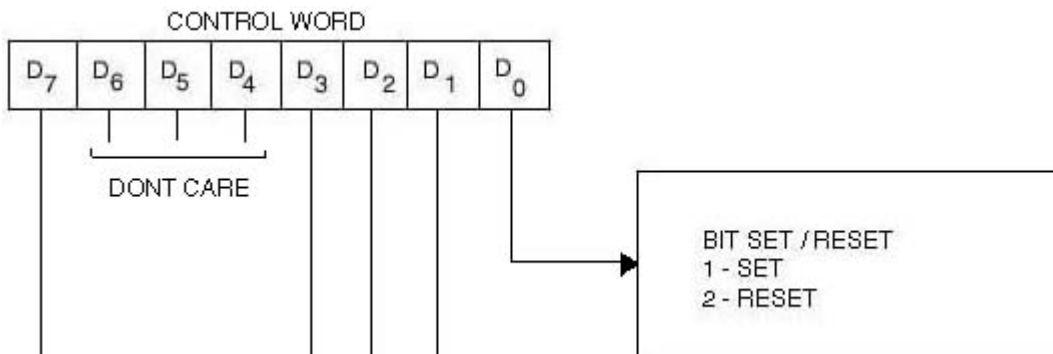 CONTROL WORD
D7 D6 D5 D4 D3 D2 D1 D0
DONT CARE
BIT SET / RESET
1 - SET
2 - RESET